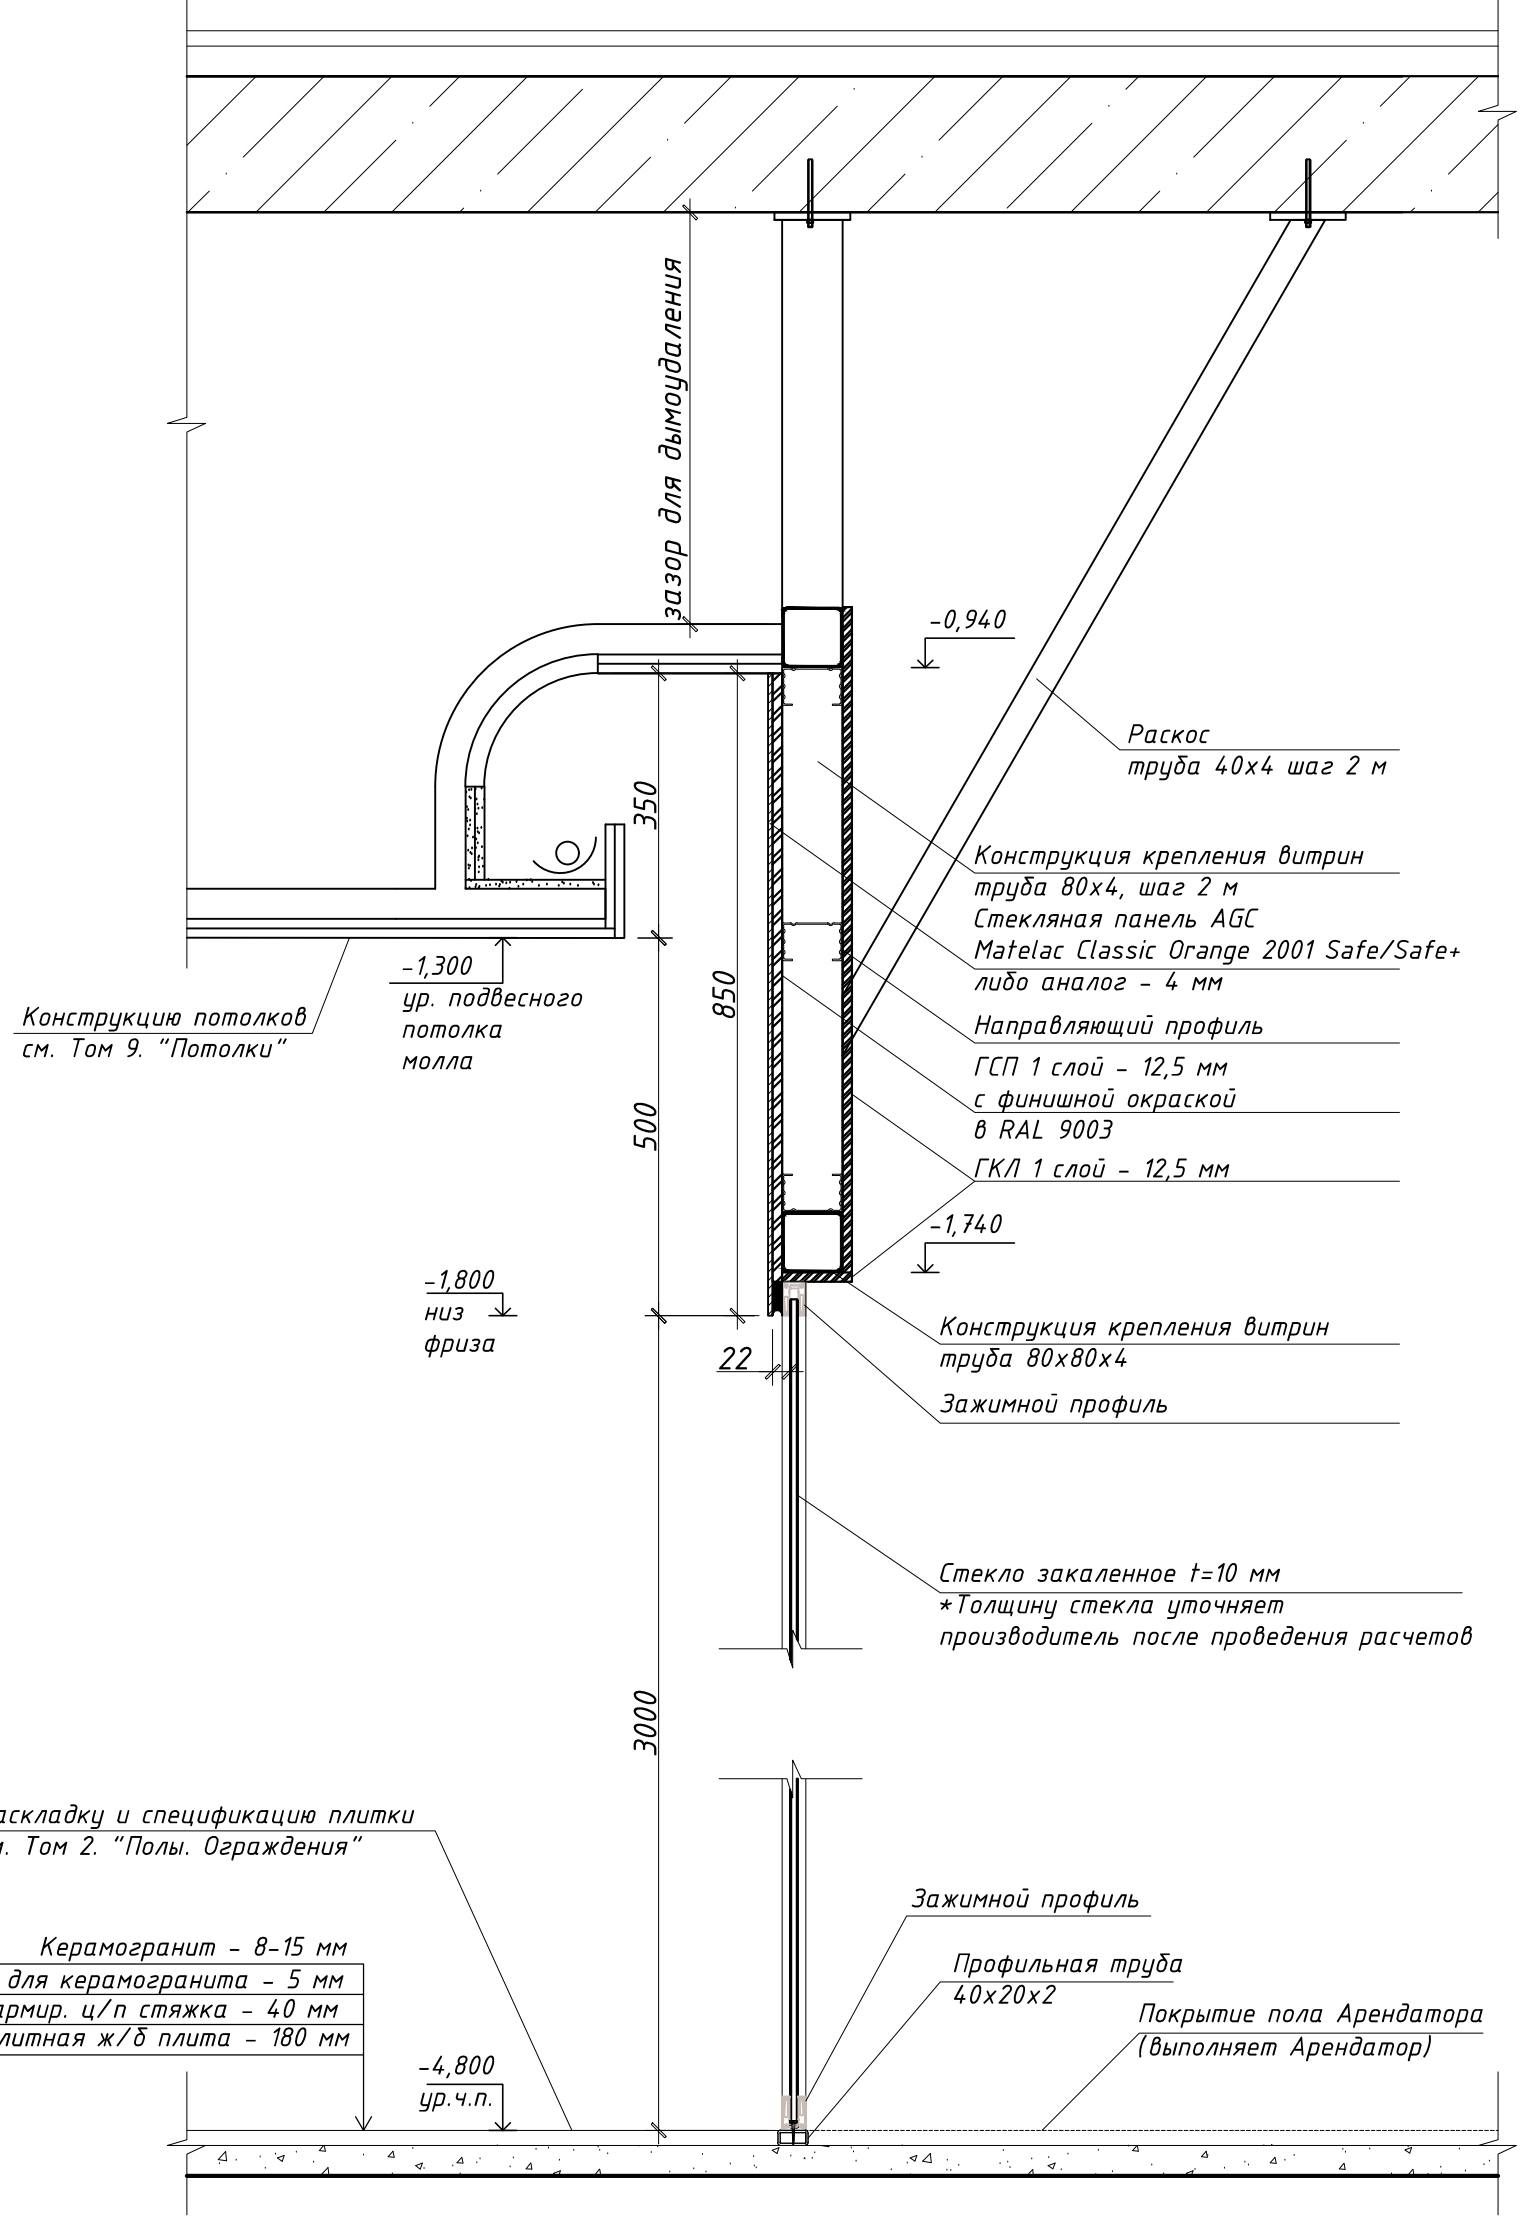 зазор для дымоудаления
-0,940
Раскос
труба 40х4 шаг 2 м
350
Конструкция крепления витрин
труба 80х4, шаг 2 м
Стекляная панель AGC
Matelac Classic Orange 2001 Safe/Safe+
либо аналог - 4 мм
-1,300
ур. подвесного
потолка
молла
850
Конструкцию потолков
см. Том 9. "Потолки"
Направляющий профиль
ГСП 1 слой - 12,5 мм
с финишной окраской
в RAL 9003
500
ГКЛ 1 слой - 12,5 мм
-1,740
-1,800
низ
фриза
22
Конструкция крепления витрин
труба 80х80х4
Зажимной профиль
Стекло закаленное t=10 мм
*Толщину стекла уточняет
производитель после проведения расчетов
3000
аскладку и спецификацию плитки
Том 2. "Полы. Ограждения"
Зажимной профиль
Керамогранит - 8-15 мм
для керамогранита - 5 мм
армир. ц/п стяжка - 40 мм
литная ж/б плита - 180 мм
Профильная труба
40х20х2
Покрытие пола Арендатора
(выполняет Арендатор)
-4,800
ур.ч.п.